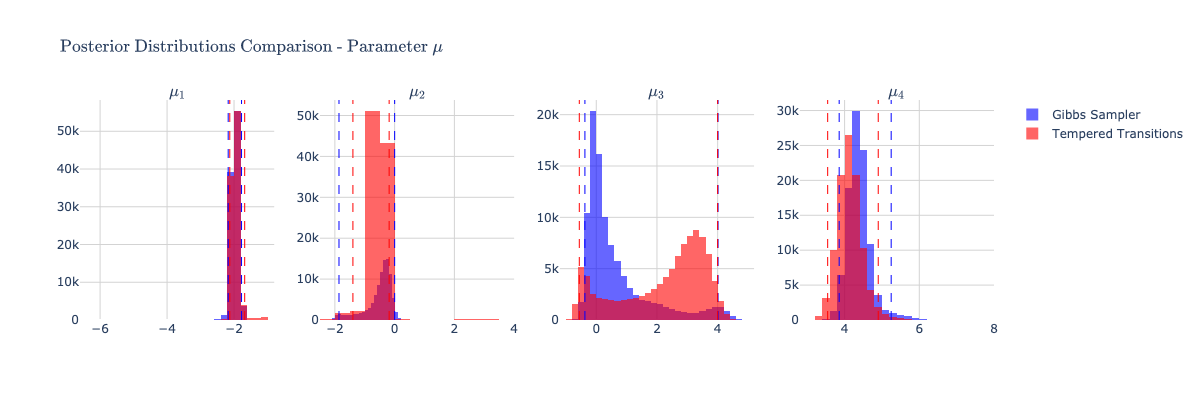 Posterior Distributions Comparison - Parameter μ
μ₁
μ₂
μ₃
μ₄
Gibbs Sampler
Tempered Transitions
50k
40k
30k
20k
10k
0
−6
−4
−2
50k
40k
30k
20k
10k
0
−2
0
2
4
20k
15k
10k
5k
0
0
2
4
30k
25k
20k
15k
10k
5k
0
4
6
8